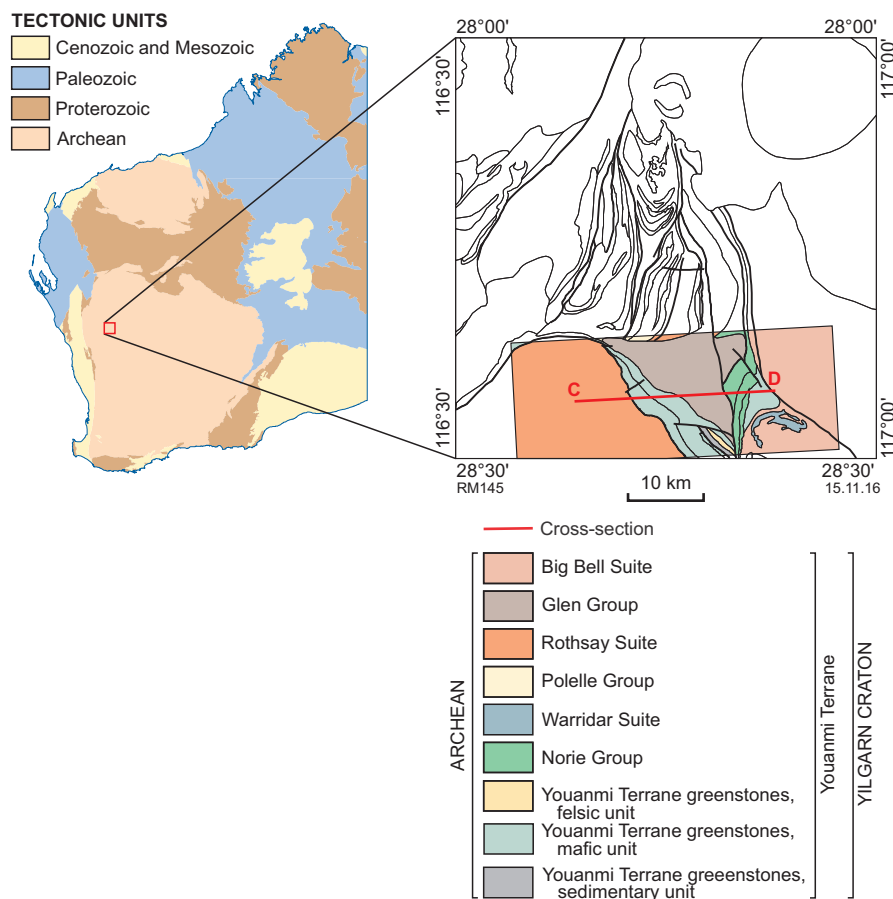 TECTONIC UNITS
Cenozoic and Mesozoic
Paleozoic
Proterozoic
Archean
28°00'
28°00'
116°30'
117°00'
C
D
116°30'
117°00'
28°30'
28°30'
RM145
10 km
15.11.16
Cross-section
Big Bell Suite
Glen Group
Rothsay Suite
Polelle Group
Warridar Suite
Norie Group
Youanmi Terrane greenstones,
felsic unit
Youanmi Terrane greenstones,
mafic unit
Youanmi Terrane greeenstones,
sedimentary unit
ARCHEAN
Youanmi Terrane
YILGARN CRATON